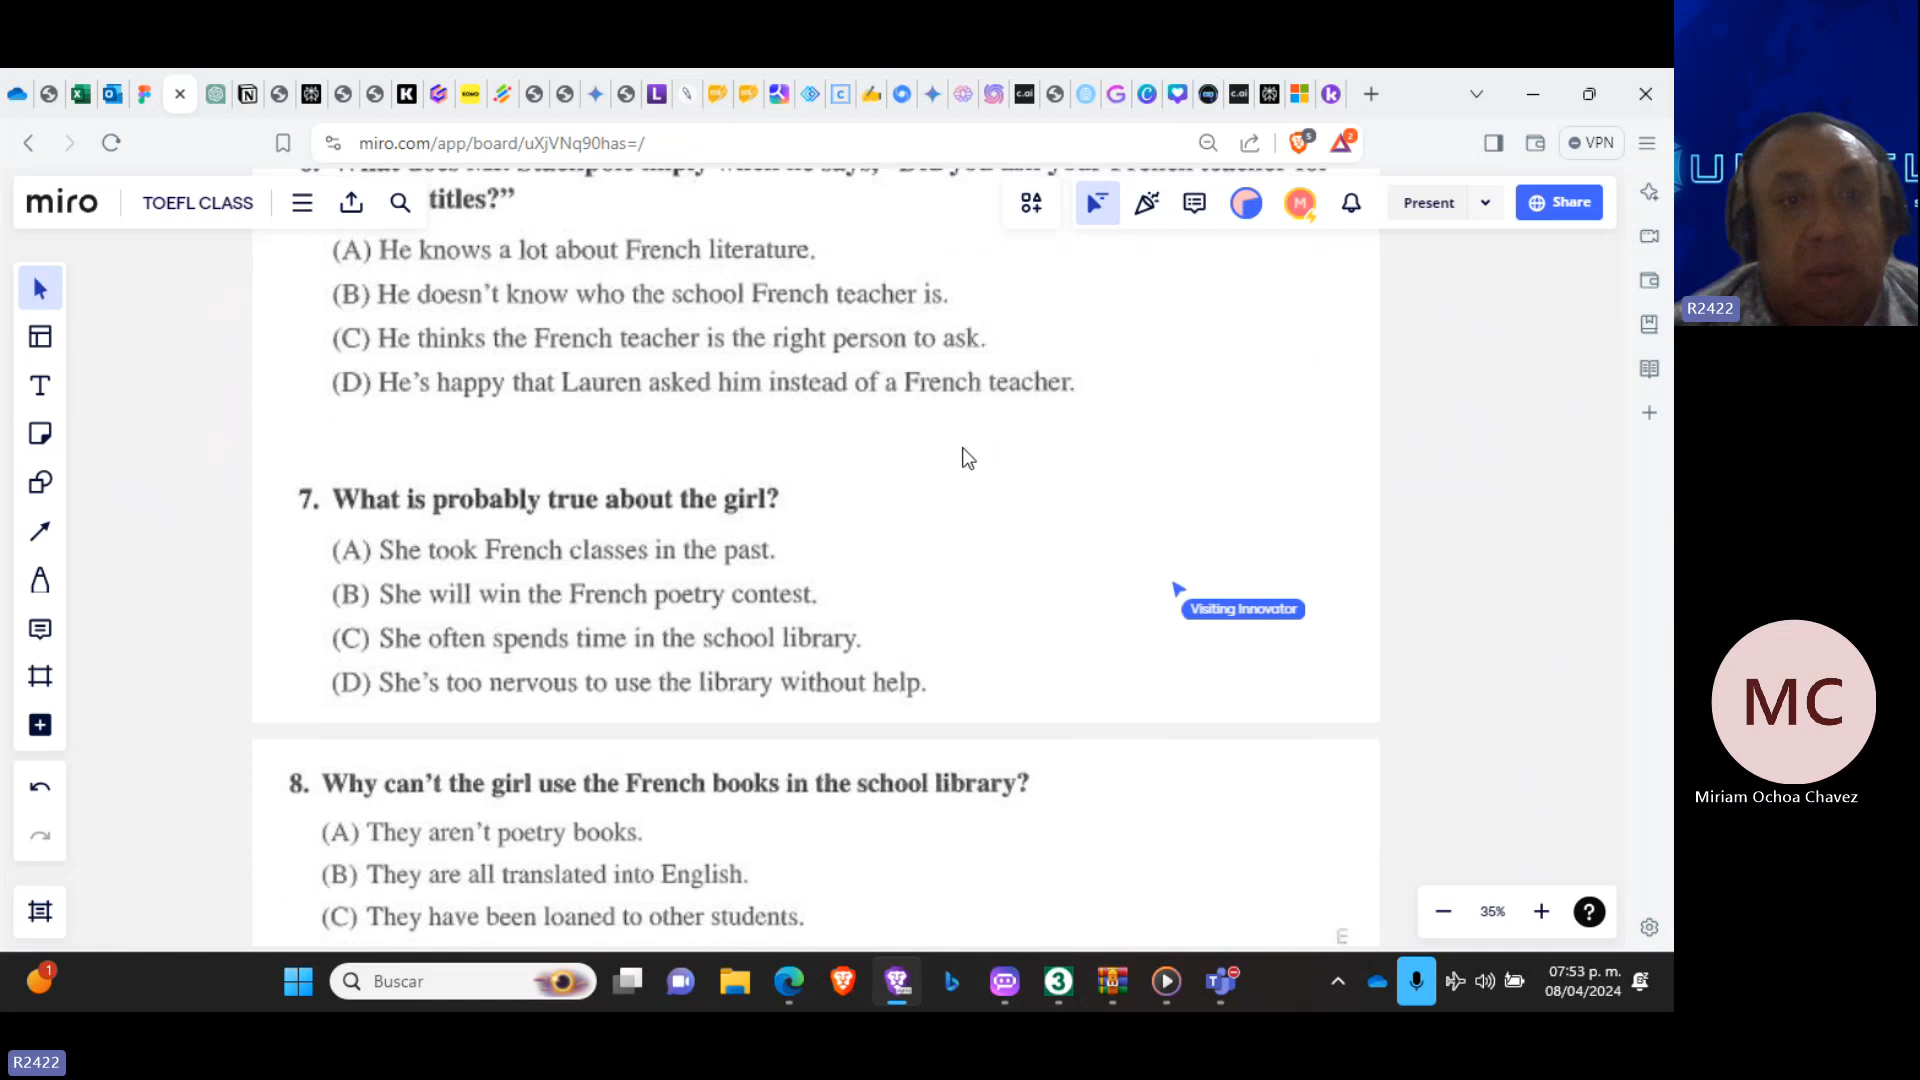 miro.com/app/board/uXjVNq90has=/
5
2
VPN
miro
TOEFL CLASS
titles?”
M
Present
Share
(A) He knows a lot about French literature.
(B) He doesn’t know who the school French teacher is.
(C) He thinks the French teacher is the right person to ask.
(D) He’s happy that Lauren asked him instead of a French teacher.
7. What is probably true about the girl?
(A) She took French classes in the past.
(B) She will win the French poetry contest.
(C) She often spends time in the school library.
(D) She’s too nervous to use the library without help.
Visiting Innovator
8. Why can’t the girl use the French books in the school library?
(A) They aren’t poetry books.
(B) They are all translated into English.
(C) They have been loaned to other students.
35%
1
Buscar
07:53 p. m.
08/04/2024
R2422
MC
Miriam Ochoa Chavez
R2422